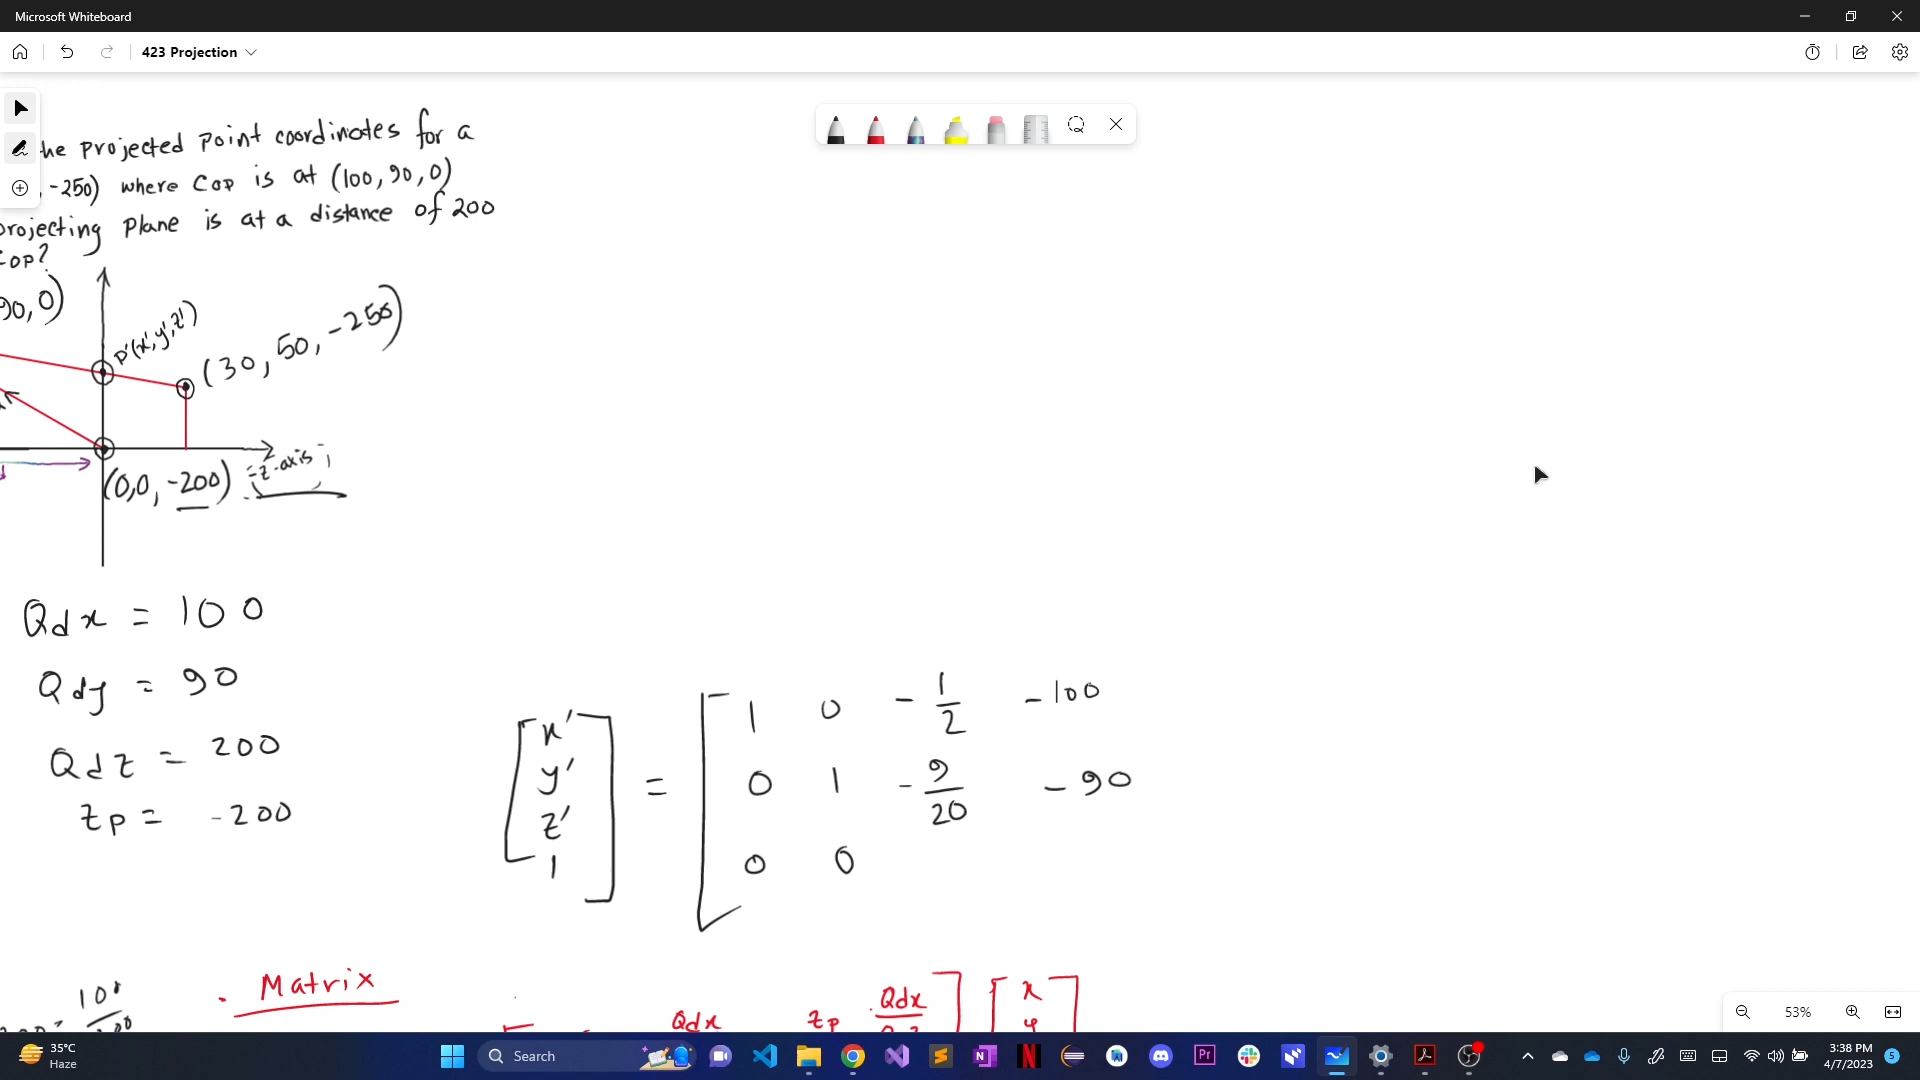 Microsoft Whiteboard
423 Projection
he projected point coordinates for a
, -250) where COP is at (100, 90, 0)
projecting plane is at a distance of 200
COP?
90, 0)
P'(x', y', z')
(30, 50, -250)
(0,0, -200)
-z-axis
Qdx = 100
Qdy = 90
Qdz = 200
zp = -200
x'
y'
z'
1
=
1 0 -1/2 -100
0 1 -9/20 -90
0 0
Matrix
Qdx
zp
Qdx
x
y
53%
35°C
Haze
Search
3:38 PM
4/7/2023
5